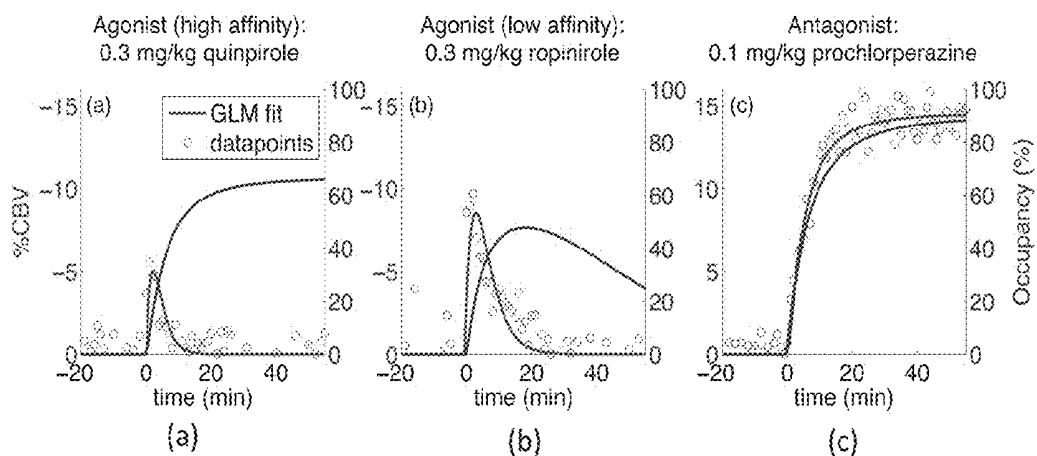 Agonist (high affinity):
0.3 mg/kg quinpirole
Agonist (low affinity):
0.3 mg/kg ropinirole
Antagonist:
0.1 mg/kg prochlorperazine
(a)
GLM fit
datapoints
%CBV
−15
−10
−5
0
100
80
60
40
20
0
−20 0 20 40
time (min)
(b)
−15
−10
−5
0
100
80
60
40
20
0
−20 0 20 40
time (min)
(c)
15
10
5
0
100
80
60
40
20
0
Occupancy (%)
−20 0 20 40
time (min)
(a)
(b)
(c)